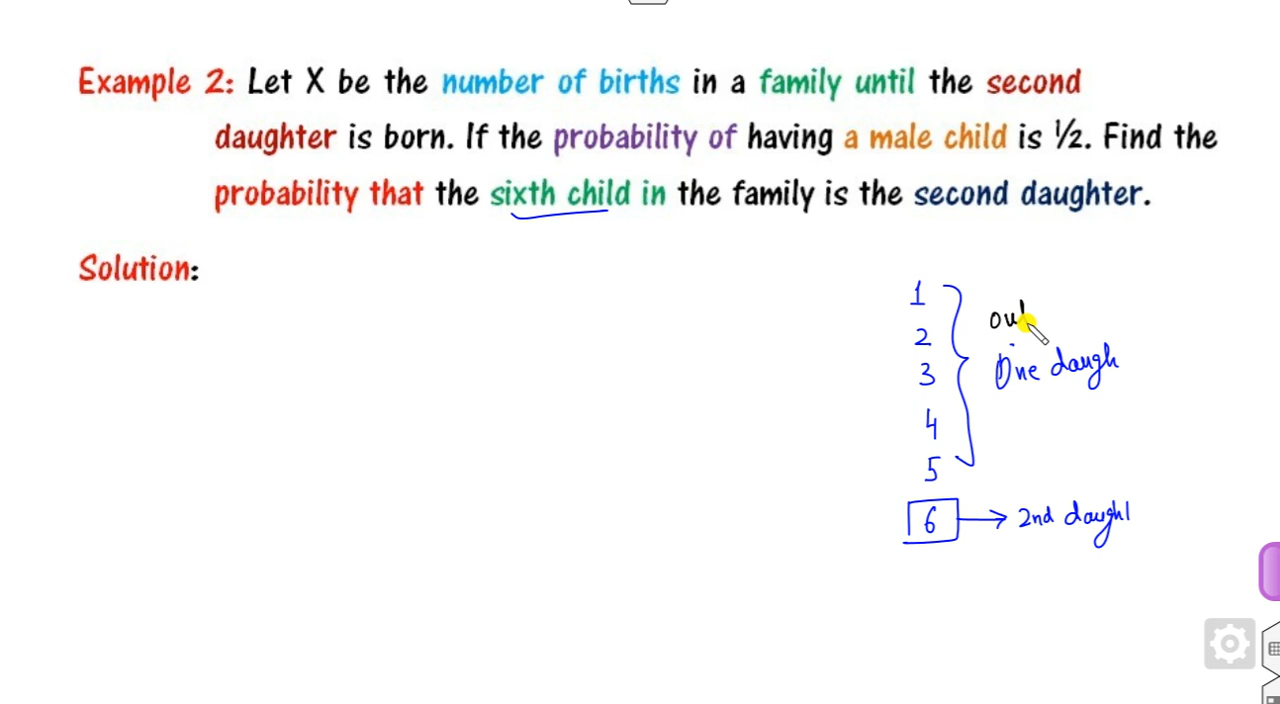 Example 2: Let X be the number of births in a family until the second
daughter is born. If the probability of having a male child is ½. Find the
probability that the sixth child in the family is the second daughter.
Solution:
1
2
3
4
5
6
out
One daugh
2nd daught